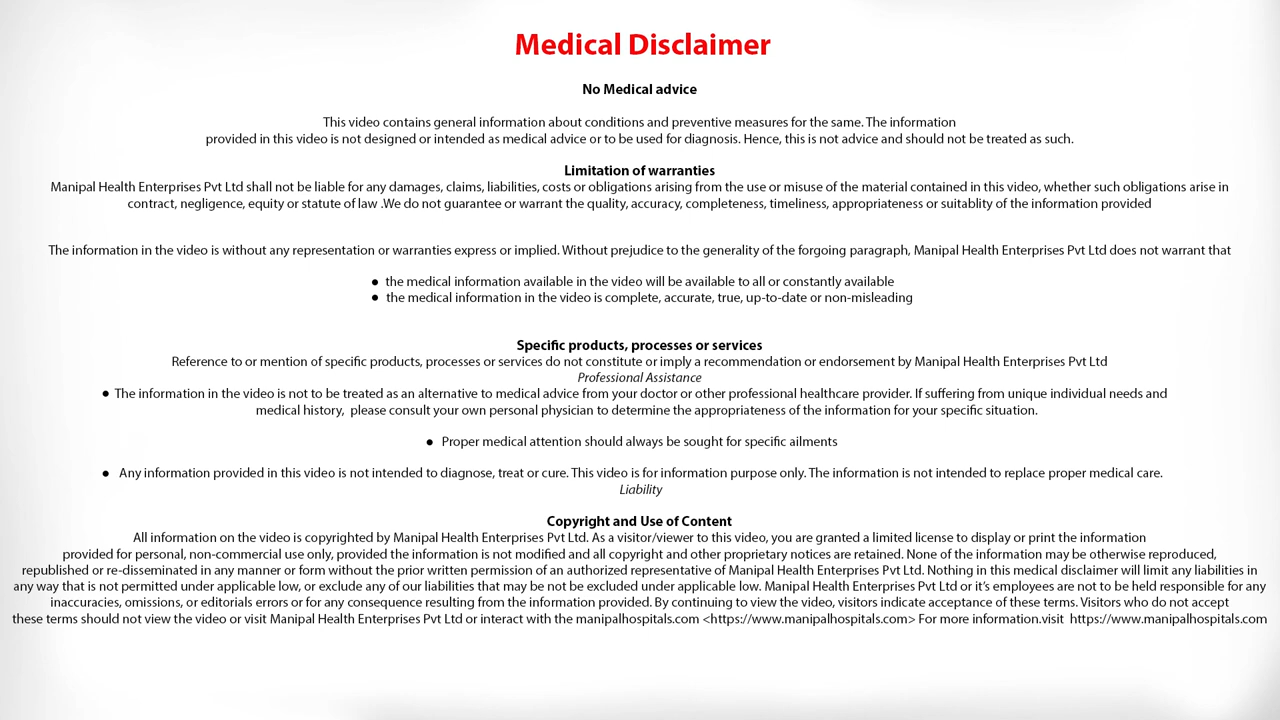 Medical Disclaimer
No Medical advice
This video contains general information about conditions and preventive measures for the same. The information
provided in this video is not designed or intended as medical advice or to be used for diagnosis. Hence, this is not advice and should not be treated as such.
Limitation of warranties
Manipal Health Enterprises Pvt Ltd shall not be liable for any damages, claims, liabilities, costs or obligations arising from the use or misuse of the material contained in this video, whether such obligations arise in
contract, negligence, equity or statute of law .We do not guarantee or warrant the quality, accuracy, completeness, timeliness, appropriateness or suitablity of the information provided
The information in the video is without any representation or warranties express or implied. Without prejudice to the generality of the forgoing paragraph, Manipal Health Enterprises Pvt Ltd does not warrant that
● the medical information available in the video will be available to all or constantly available
● the medical information in the video is complete, accurate, true, up-to-date or non-misleading
Specific products, processes or services
Reference to or mention of specific products, processes or services do not constitute or imply a recommendation or endorsement by Manipal Health Enterprises Pvt Ltd
Professional Assistance
● The information in the video is not to be treated as an alternative to medical advice from your doctor or other professional healthcare provider. If suffering from unique individual needs and
medical history, please consult your own personal physician to determine the appropriateness of the information for your specific situation.
● Proper medical attention should always be sought for specific ailments
● Any information provided in this video is not intended to diagnose, treat or cure. This video is for information purpose only. The information is not intended to replace proper medical care.
Liability
Copyright and Use of Content
All information on the video is copyrighted by Manipal Health Enterprises Pvt Ltd. As a visitor/viewer to this video, you are granted a limited license to display or print the information
provided for personal, non-commercial use only, provided the information is not modified and all copyright and other proprietary notices are retained. None of the information may be otherwise reproduced,
republished or re-disseminated in any manner or form without the prior written permission of an authorized representative of Manipal Health Enterprises Pvt Ltd. Nothing in this medical disclaimer will limit any liabilities in
any way that is not permitted under applicable low, or exclude any of our liabilities that may be not be excluded under applicable low. Manipal Health Enterprises Pvt Ltd or it's employees are not to be held responsible for any
inaccuracies, omissions, or editorials errors or for any consequence resulting from the information provided. By continuing to view the video, visitors indicate acceptance of these terms. Visitors who do not accept
these terms should not view the video or visit Manipal Health Enterprises Pvt Ltd or interact with the manipalhospitals.com <https://www.manipalhospitals.com> For more information.visit https://www.manipalhospitals.com